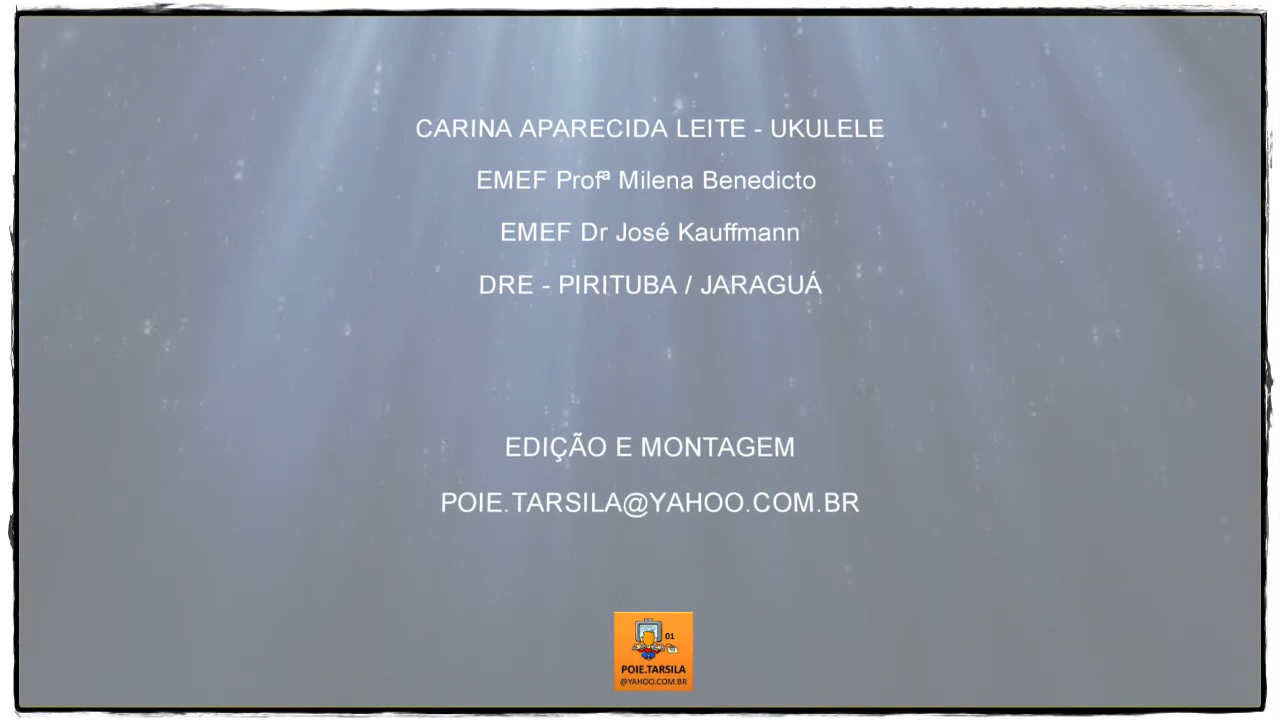 CARINA APARECIDA LEITE - UKULELE
EMEF Profª Milena Benedicto
EMEF Dr José Kauffmann
DRE - PIRITUBA / JARAGUÁ
EDIÇÃO E MONTAGEM
POIE.TARSILA@YAHOO.COM.BR
01
POIE.TARSILA
@YAHOO.COM.BR